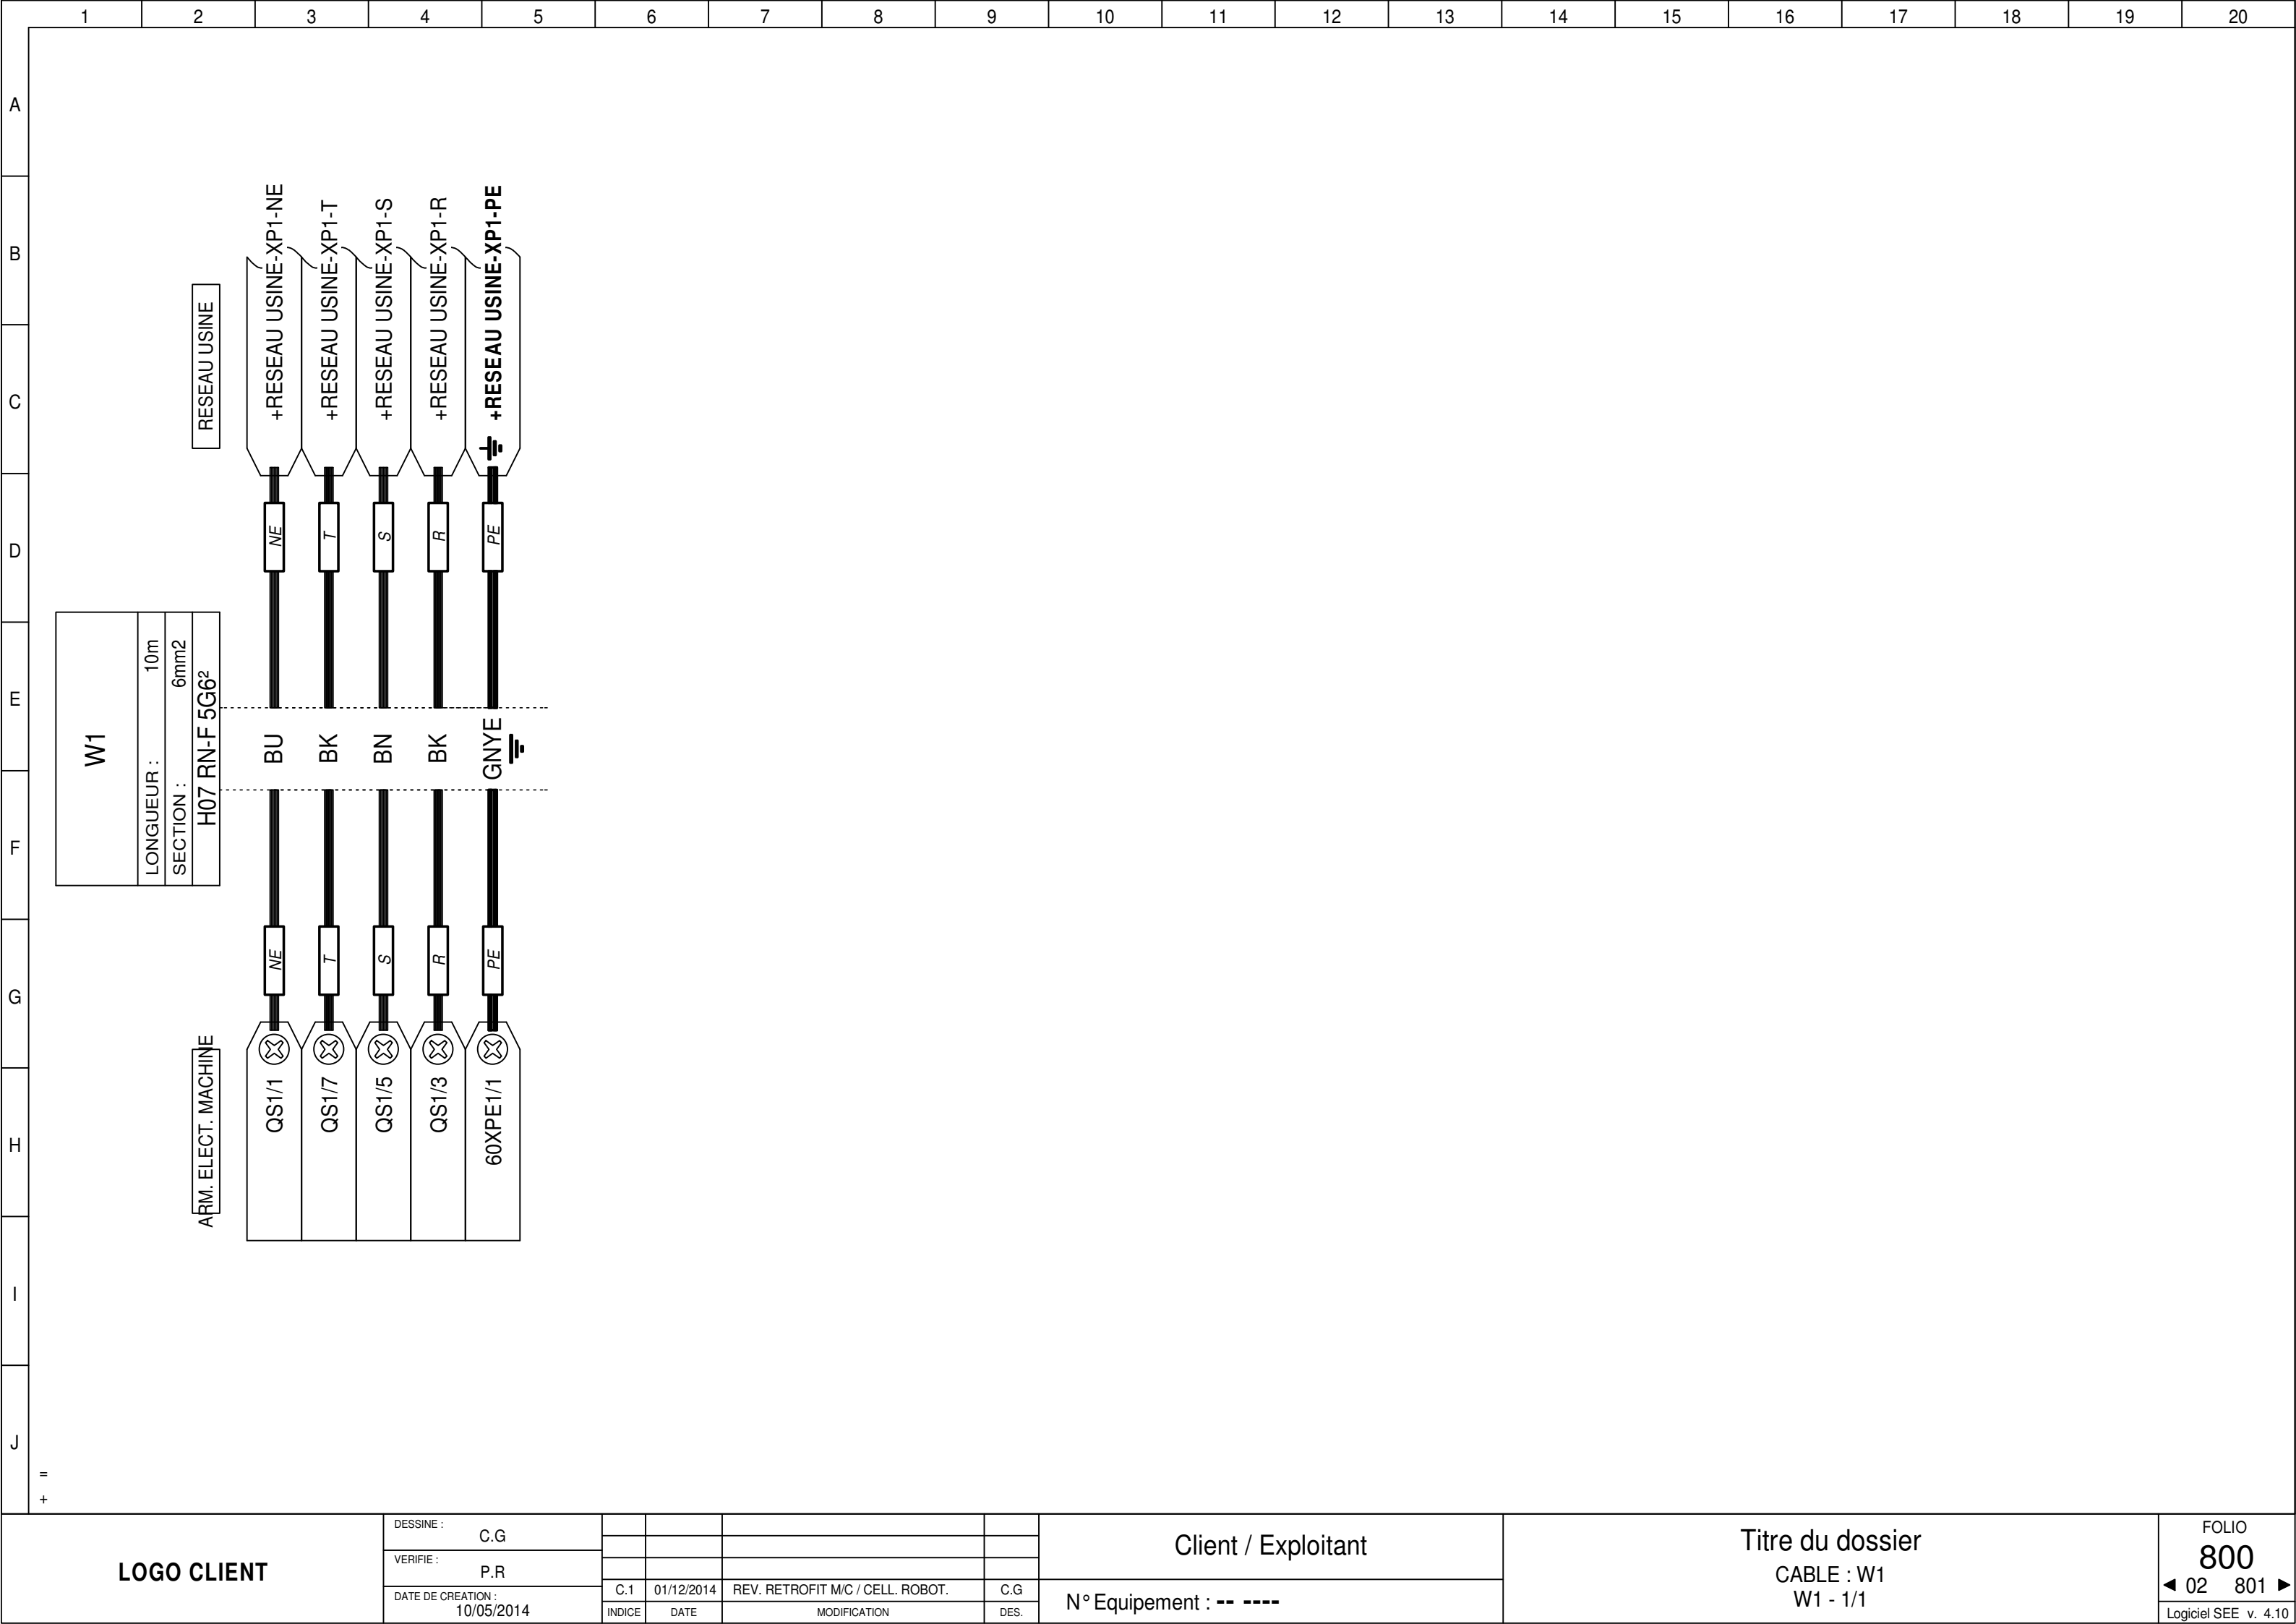 1 2 3 4 5 6 7 8 9 10 11 12 13 14 15 16 17 18 19 20
A
B
C
D
E
F
G
H
I
J
RESEAU USINE
+RESEAU USINE-XP1-NE
+RESEAU USINE-XP1-T
+RESEAU USINE-XP1-S
+RESEAU USINE-XP1-R
+RESEAU USINE-XP1-PE
NE T S R PE
W1
LONGUEUR : 10m
SECTION : 6mm2
H07 RN-F 5G6²
BU BK BN BK GNYE
NE T S R PE
ARM. ELECT. MACHINE
QS1/1
QS1/7
QS1/5
QS1/3
60XPE1/1
=
+
LOGO CLIENT
DESSINE :
C.G
VERIFIE :
P.R
DATE DE CREATION :
10/05/2014
C.1 01/12/2014 REV. RETROFIT M/C / CELL. ROBOT. C.G
INDICE DATE MODIFICATION DES.
Client / Exploitant
N° Equipement : -- ----
Titre du dossier
CABLE : W1
W1 - 1/1
FOLIO
800
◄ 02 801 ►
Logiciel SEE v. 4.10